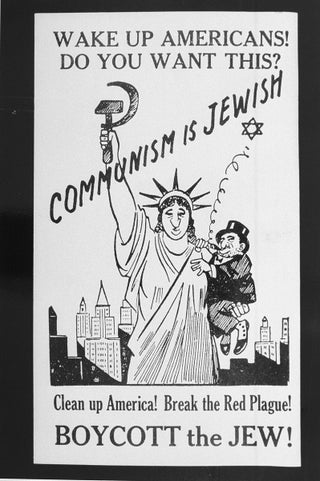 WAKE UP AMERICANS!
DO YOU WANT THIS?
COMMUNISM IS JEWISH
Clean up America! Break the Red Plague!
BOYCOTT the JEW!